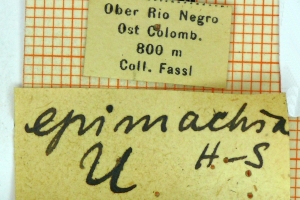 Ober Rio Negro
Ost Colomb.
800 m
Coll. Fassl
epimachia
U H-S